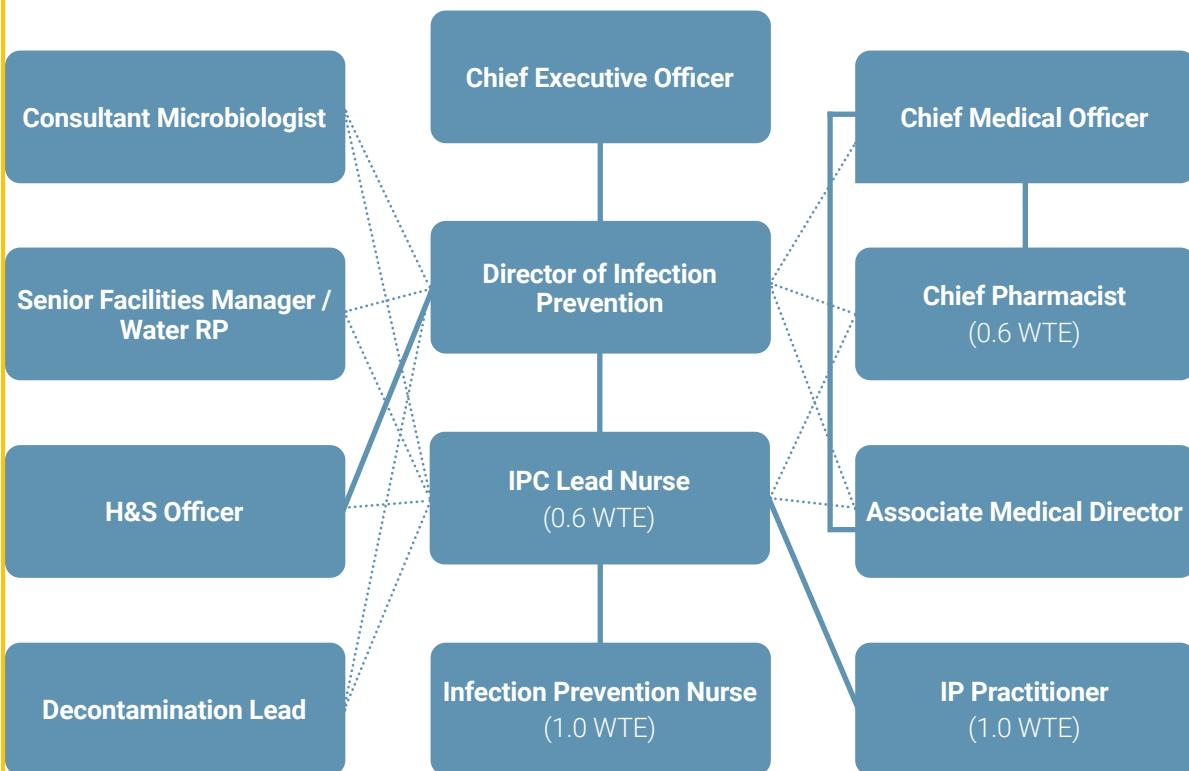 Chief Executive Officer
Consultant Microbiologist
Chief Medical Officer
Director of Infection
Prevention
Senior Facilities Manager /
Water RP
Chief Pharmacist
(0.6 WTE)
IPC Lead Nurse
(0.6 WTE)
H&S Officer
Associate Medical Director
Decontamination Lead
Infection Prevention Nurse
(1.0 WTE)
IP Practitioner
(1.0 WTE)